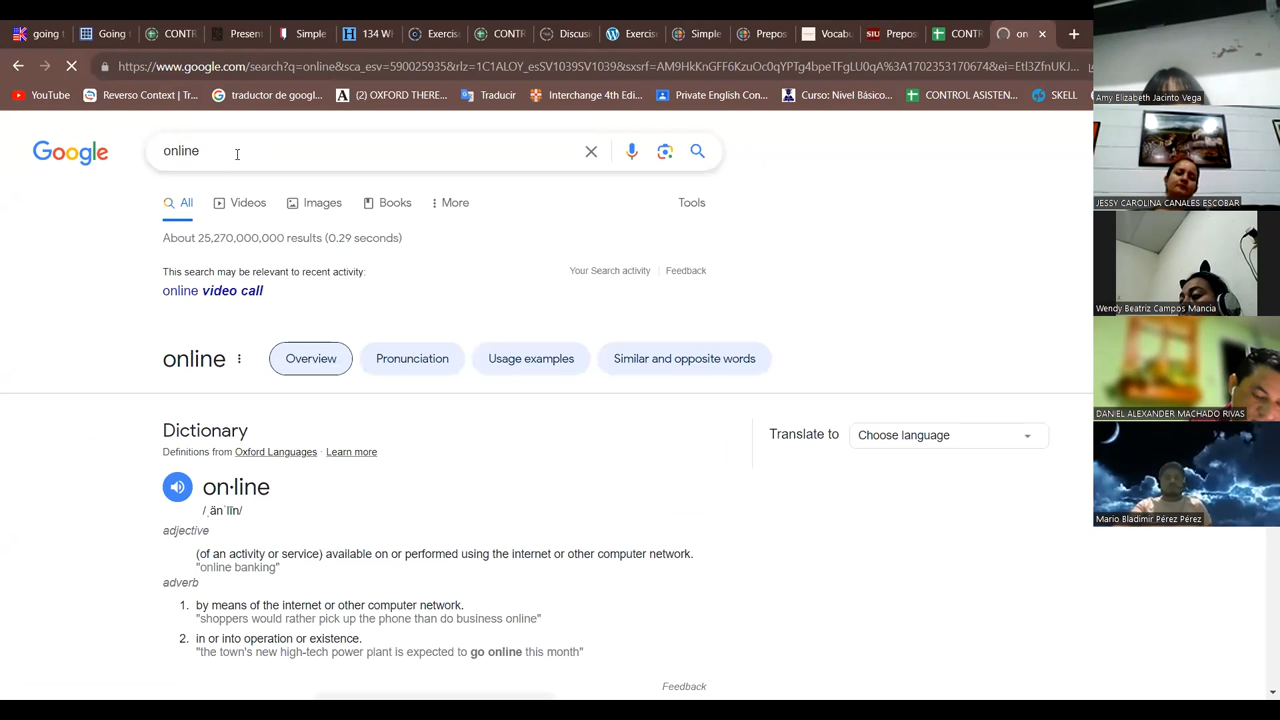 going t
Going
CONTR
Present
Simple
134 W
Exercis
CONTR
Discus
Exercis
Simple
Prepos
Vocabu
Prepos
CONTR
on
https://www.google.com/search?q=online&sca_esv=590025935&rlz=1C1ALOY_esSV1039SV1039&sxsrf=AM9HkKnGFF6KzuOc0qYPTg4bpeTFgLU0qA%3A1702353170674&ei=EtI3ZfnUKJ...
YouTube
Reverso Context | Tr...
traductor de googl...
() OXFORD THERE...
Traducir
Interchange 4th Edi...
Private English Con...
Curso: Nivel Básico...
CONTROL ASISTEN...
SKELL
Google
online
All
Videos
Images
Books
More
Tools
About 25,270,000,000 results (0.29 seconds)
This search may be relevant to recent activity:
Your Search activity
Feedback
online video call
online
Overview
Pronunciation
Usage examples
Similar and opposite words
Dictionary
Definitions from Oxford Languages · Learn more
Translate to
Choose language
on·line
/ˌänˈlīn/
adjective
(of an activity or service) available on or performed using the internet or other computer network.
"online banking"
adverb
1. by means of the internet or other computer network.
"shoppers would rather pick up the phone than do business online"
2. in or into operation or existence.
"the town's new high-tech power plant is expected to go online this month"
Feedback
Amy Elizabeth Jacinto Vega
JESSY CAROLINA CANALES ESCOBAR
Wendy Beatriz Campos Mancia
DANIEL ALEXANDER MACHADO RIVAS
Mario Bladimir Pérez Pérez